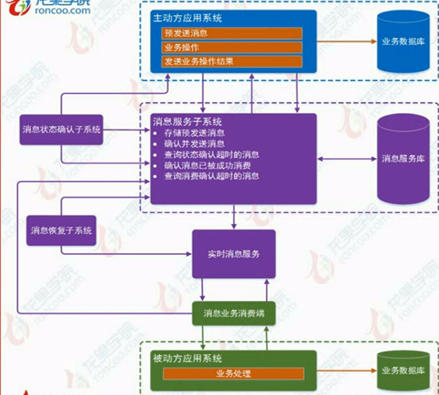 龙果学院
roncoo.com
主动方应用系统
预发送消息
业务操作
发送业务操作结果
业务数据库
消息状态确认子系统
消息服务子系统
• 存储预发送消息
• 确认并发送消息
• 查询状态确认超时的消息
• 确认消息已被成功消费
• 查询消费确认超时的消息
消息服务库
消息恢复子系统
实时消息服务
消息业务消费端
被动方应用系统
业务处理
业务数据库